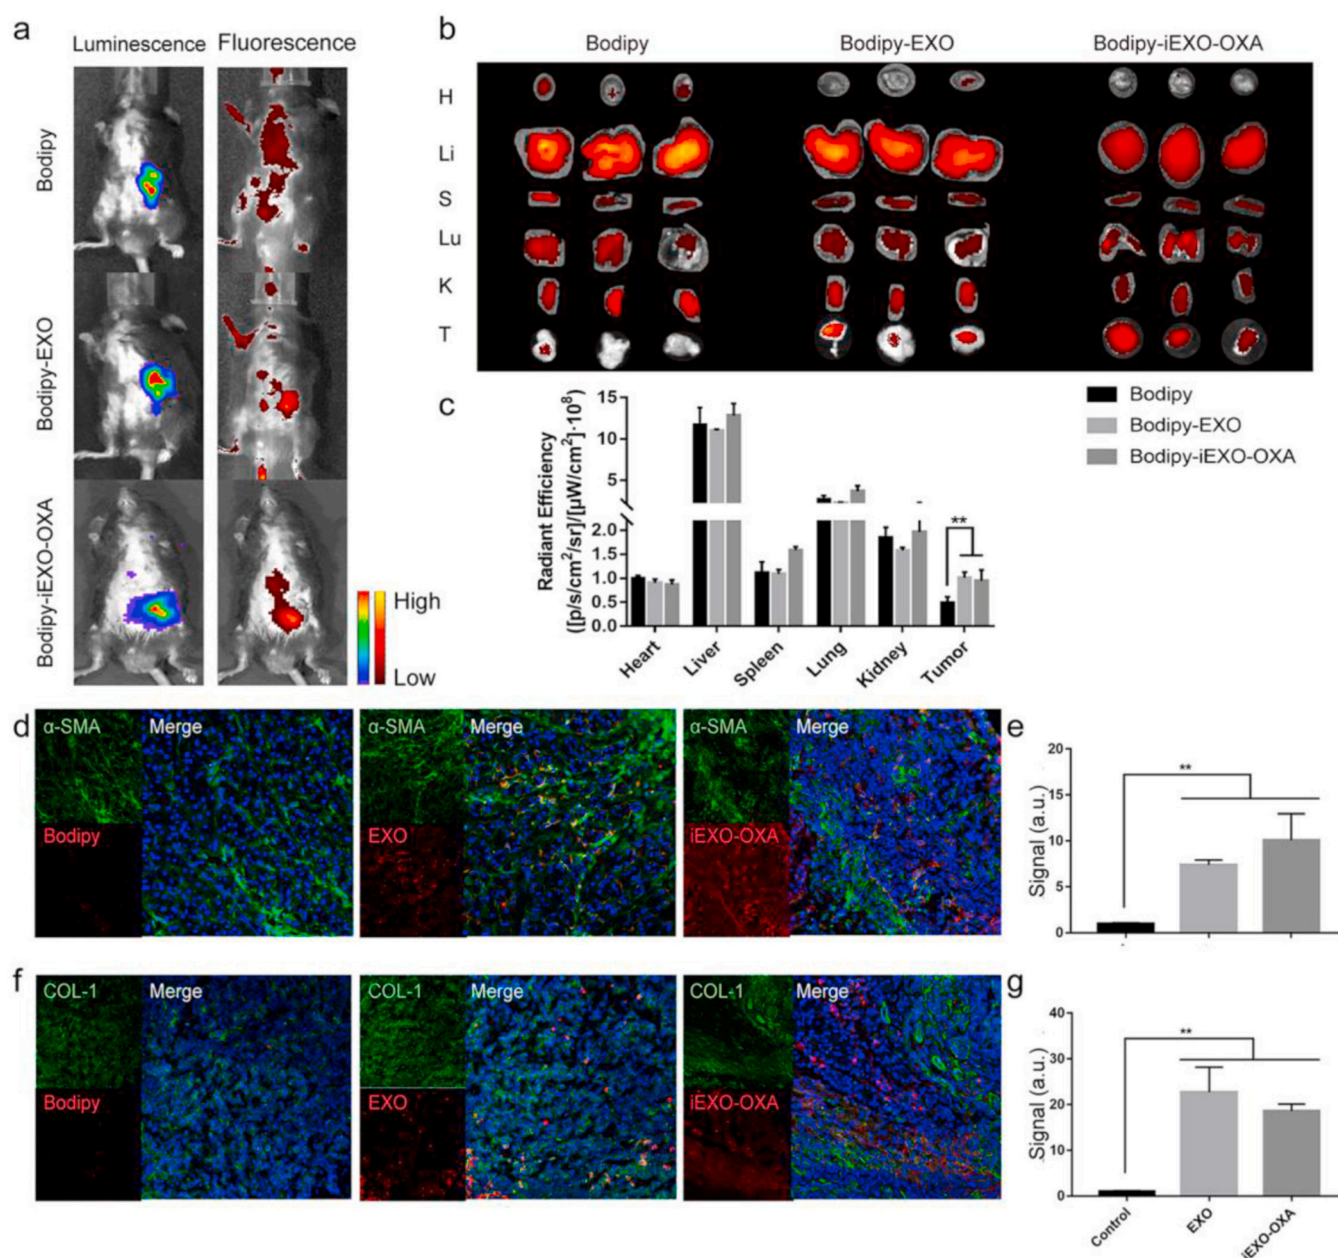 a
Luminescence Fluorescence
Bodipy
Bodipy-EXO
Bodipy-iEXO-OXA
High
Low
b
Bodipy Bodipy-EXO Bodipy-iEXO-OXA
H
Li
S
Lu
K
T
c
Radiant Efficiency
([p/s/cm²/sr]/[µW/cm²]·10⁸
15
10
5
2.0
1.5
1.0
0.5
0.0
**
Heart Liver Spleen Lung Kidney Tumor
Bodipy
Bodipy-EXO
Bodipy-iEXO-OXA
d
α-SMA Merge α-SMA Merge α-SMA Merge
Bodipy EXO iEXO-OXA
e
Signal (a.u.)
20
15
10
5
0
**
f
COL-1 Merge COL-1 Merge COL-1 Merge
Bodipy EXO iEXO-OXA
g
Signal (a.u.)
40
30
20
10
0
**
Control EXO iEXO-OXA